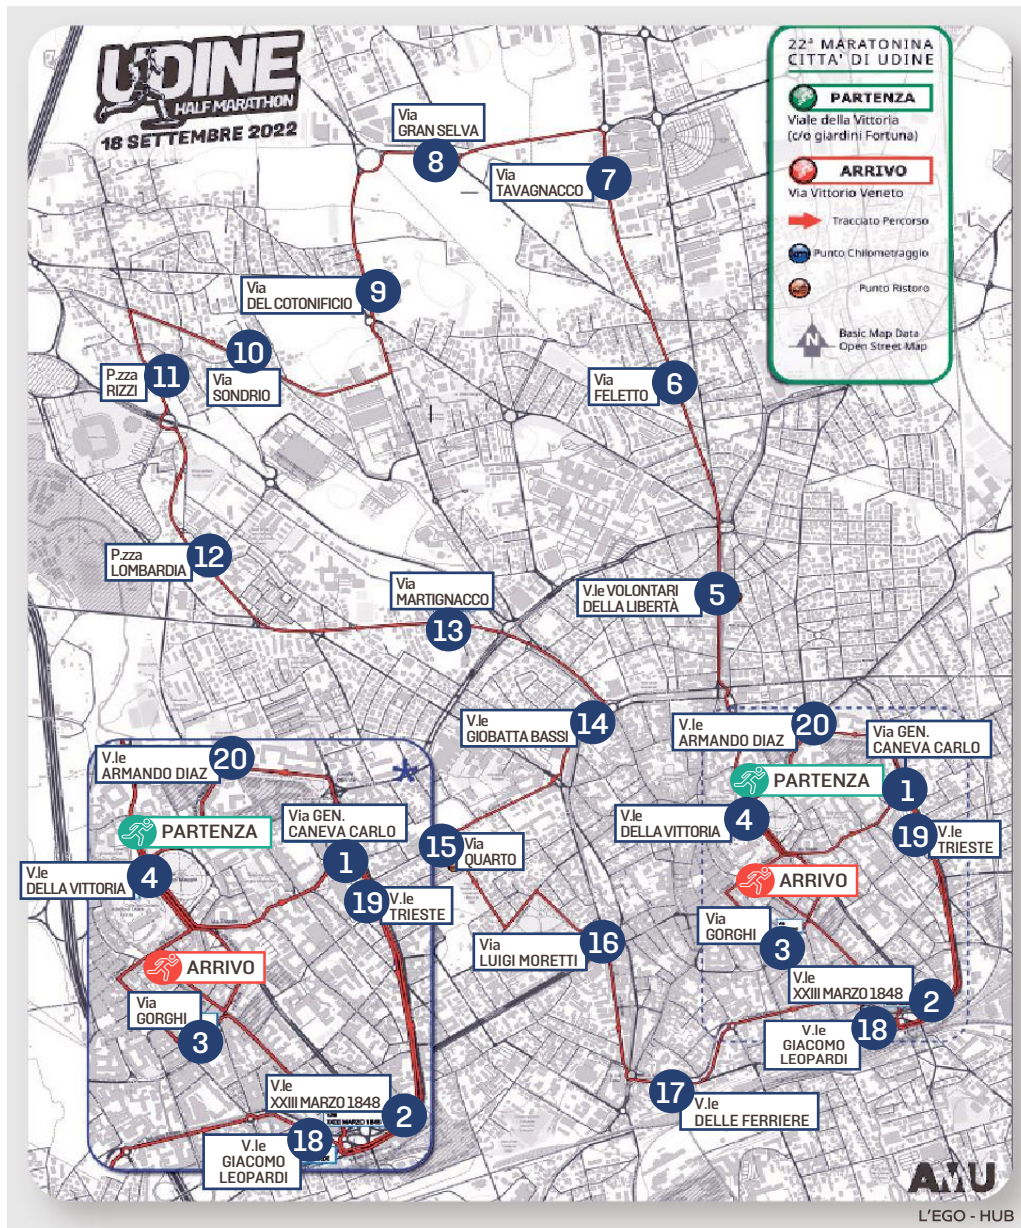 UDINE
HALF MARATHON
18 SETTEMBRE 2022
22ª MARATONINA
CITTA' DI UDINE
PARTENZA
Viale della Vittoria
(c/o giardini Fortuna)
ARRIVO
Via Vittorio Veneto
Tracciato Percorso
Punto Chilometraggio
Punto Ristoro
N
Basic Map Data
Open Street Map
Via
GRAN SELVA
8
Via
TAVAGNACCO
7
Via
DEL COTONIFICIO
9
10
Via
SONDRIO
P.zza
RIZZI
11
Via
FELETTO
6
P.zza
LOMBARDIA
12
Via
MARTIGNACCO
13
V.le VOLONTARI
DELLA LIBERTÀ
5
V.le
GIOBATTA BASSI
14
V.le
ARMANDO DIAZ
20
Via GEN.
CANEVA CARLO
PARTENZA
1
V.le
DELLA VITTORIA
4
19
V.le
TRIESTE
ARRIVO
Via
GORGHI
3
V.le
XXIII MARZO 1848
2
V.le
GIACOMO
LEOPARDI
18
15
Via
QUARTO
Via
LUIGI MORETTI
16
17
V.le
DELLE FERRIERE
V.le
ARMANDO DIAZ
20
*
PARTENZA
Via GEN.
CANEVA CARLO
1
V.le
DELLA VITTORIA
4
19
V.le
TRIESTE
ARRIVO
Via
GORGHI
3
V.le
XXIII MARZO 1848
2
V.le
GIACOMO
LEOPARDI
18
AMU
L'EGO - HUB